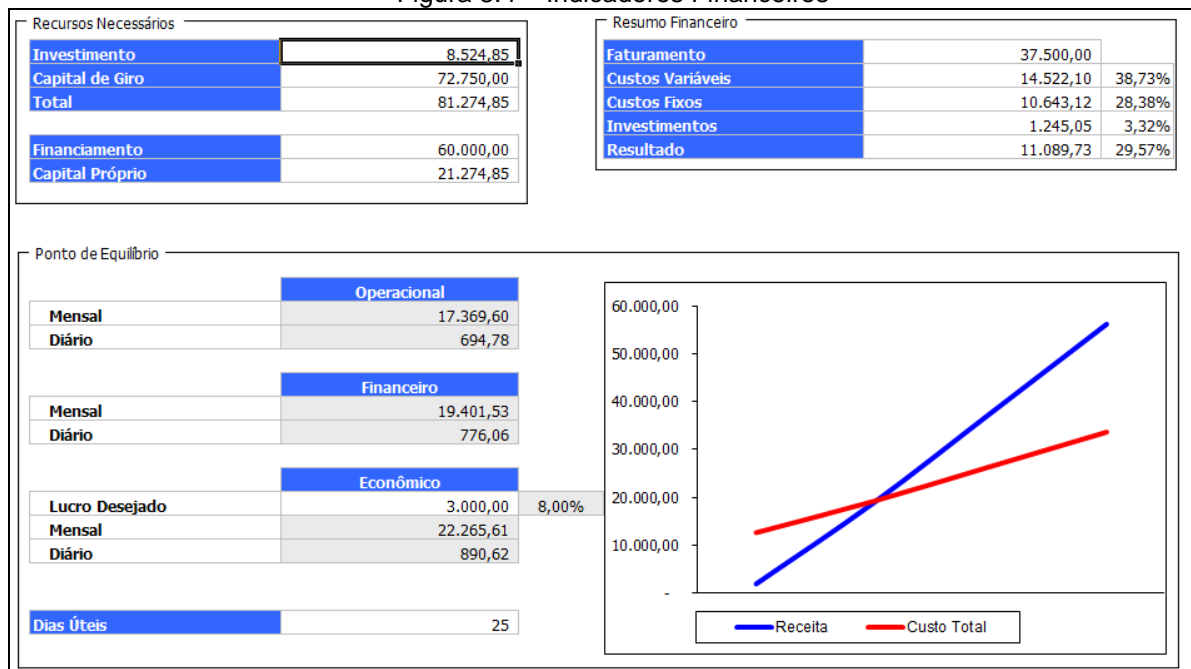 Recursos Necessários
Investimento 8.524,85
Capital de Giro 72.750,00
Total 81.274,85
Financiamento 60.000,00
Capital Próprio 21.274,85
Resumo Financeiro
Faturamento 37.500,00
Custos Variáveis 14.522,10 38,73%
Custos Fixos 10.643,12 28,38%
Investimentos 1.245,05 3,32%
Resultado 11.089,73 29,57%
Ponto de Equilíbrio
Operacional
Mensal 17.369,60
Diário 694,78
Financeiro
Mensal 19.401,53
Diário 776,06
Econômico
Lucro Desejado 3.000,00 8,00%
Mensal 22.265,61
Diário 890,62
Dias Úteis 25
60.000,00
50.000,00
40.000,00
30.000,00
20.000,00
10.000,00
-
Receita Custo Total